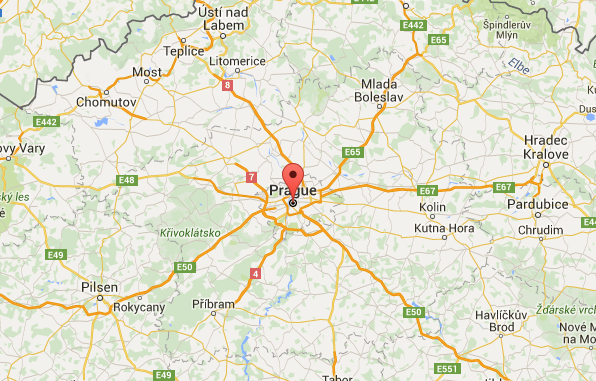 Ústí nad
Labem
E442
E65
Špindlerův
Mlýn
Teplice
Litomerice
Elbe
Most
8
Mlada
Boleslav
Chomutov
E442
E65
Hradec
Kralove
ovy Vary
7
E48
Prague
E67
E67
Kolin
Pardubice
ský les
Křivoklátsko
Kutna Hora
Chrudim
E49
E50
4
Pilsen
Rokycany
Příbram
E50
Havlíčkův
Brod
Žďárské vrc
Nové M
na Mo
E49
Tabor
E551